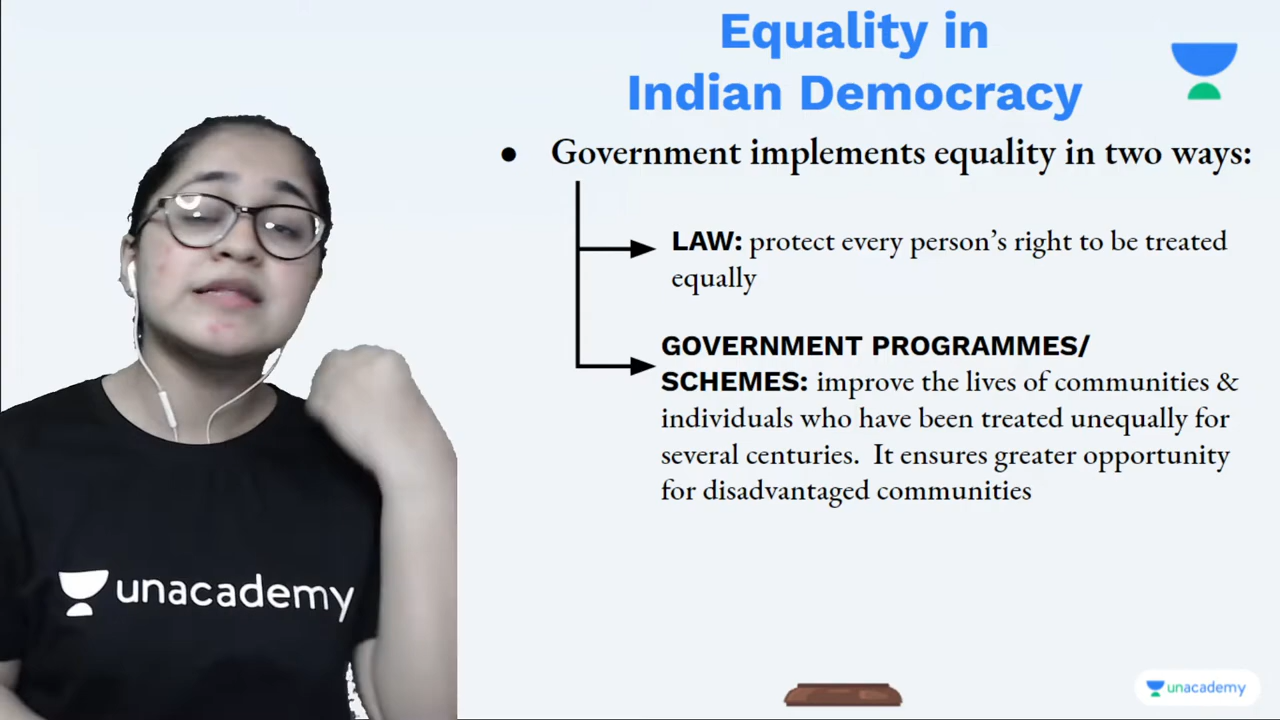 Equality in
Indian Democracy
● Government implements equality in two ways:
LAW: protect every person’s right to be treated
equally
GOVERNMENT PROGRAMMES/
SCHEMES: improve the lives of communities &
individuals who have been treated unequally for
several centuries. It ensures greater opportunity
for disadvantaged communities
unacademy
unacademy